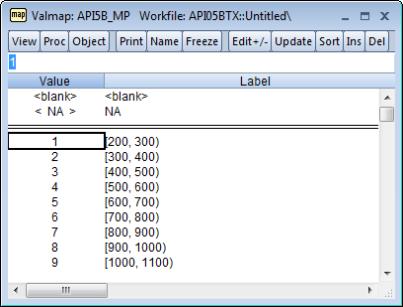 map Valmap: API5B_MP Workfile: API05BTX::Untitled\
View Proc Object Print Name Freeze Edit+/- Update Sort Ins Del
1
Value Label
<blank> <blank>
< NA > NA
1 [200, 300)
2 [300, 400)
3 [400, 500)
4 [500, 600)
5 [600, 700)
6 [700, 800)
7 [800, 900)
8 [900, 1000)
9 [1000, 1100)